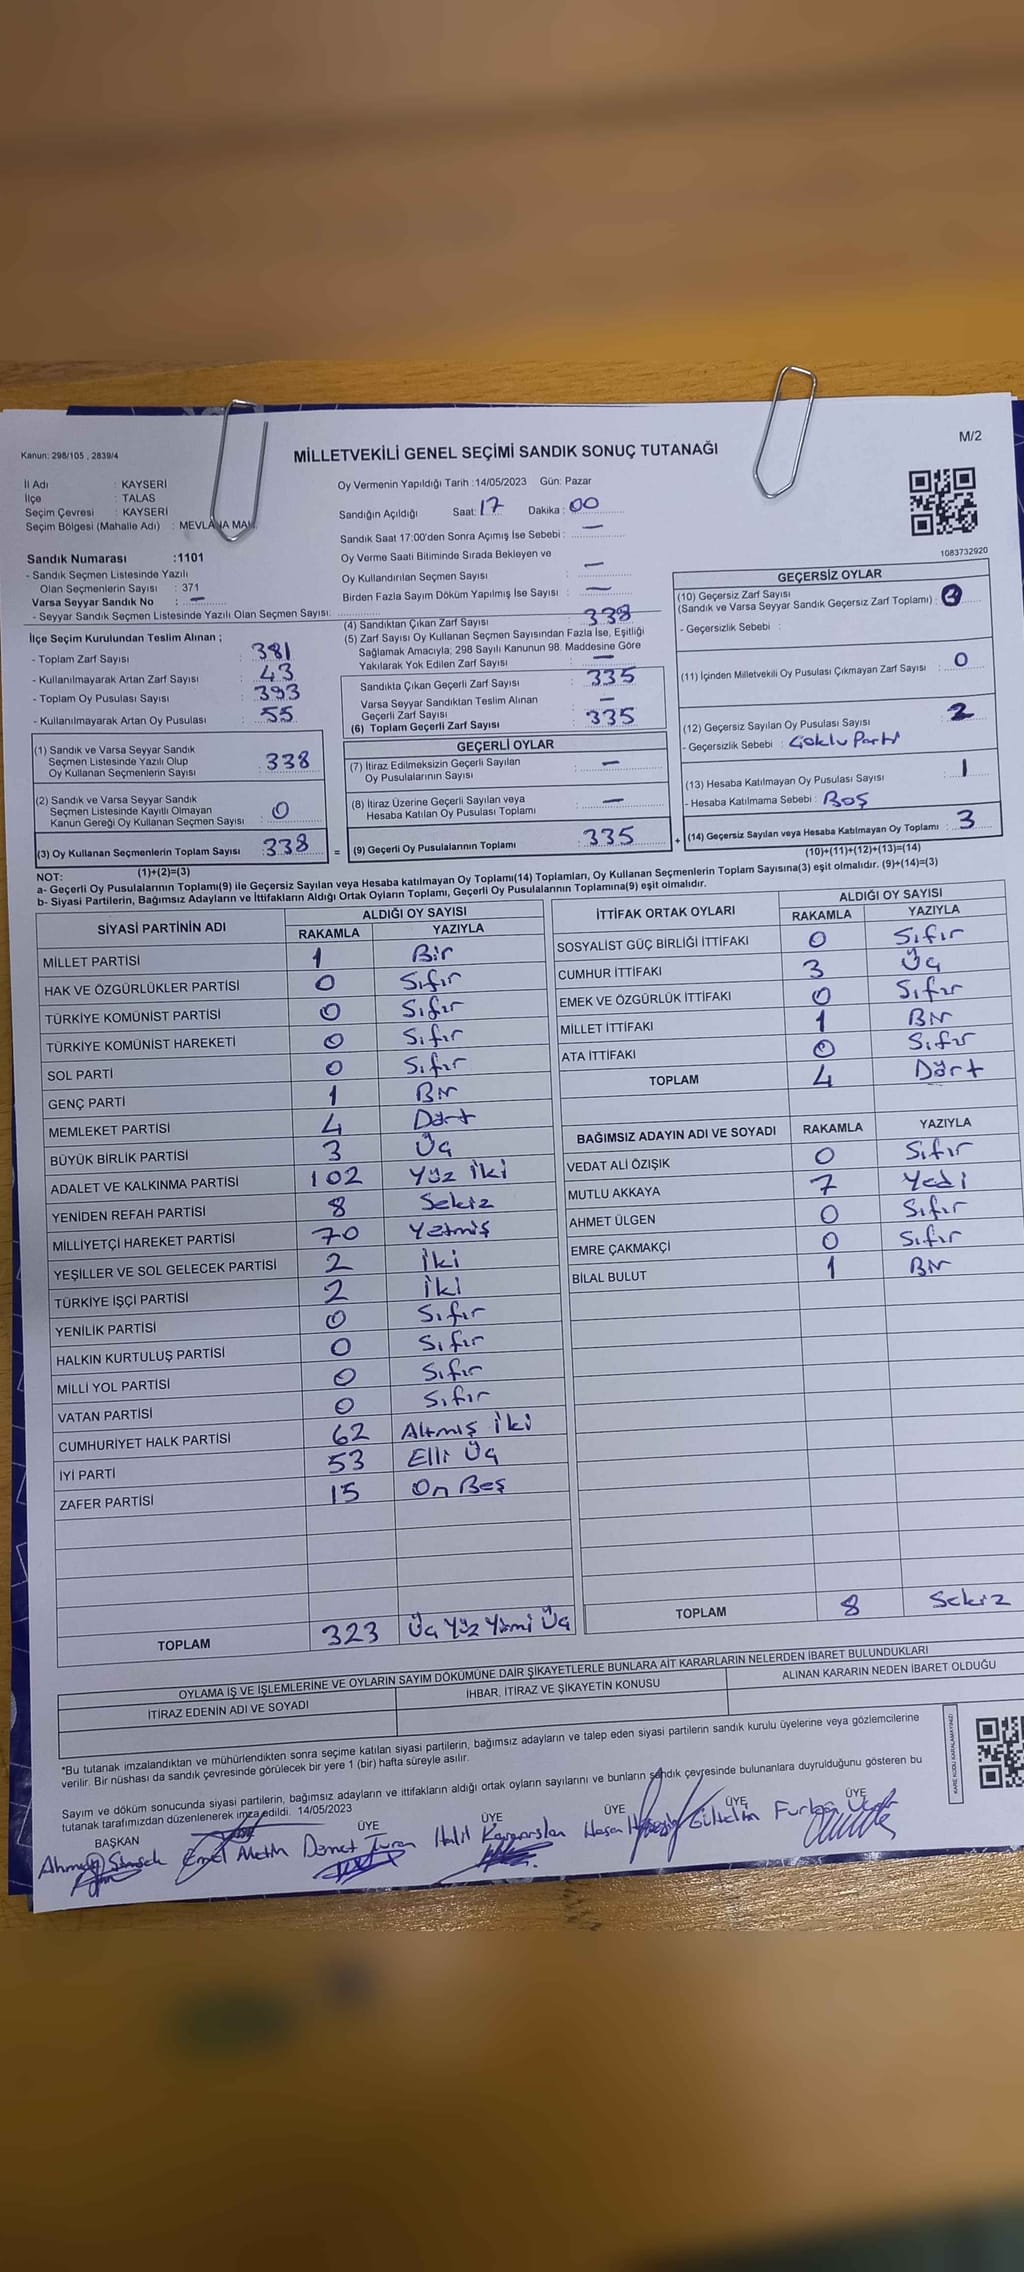 M/2
Kanun: 298/105 , 2839/4
MİLLETVEKİLİ GENEL SEÇİMİ SANDIK SONUÇ TUTANAĞI
İl Adı : KAYSERİ
İlçe : TALAS
Seçim Çevresi : KAYSERİ
Seçim Bölgesi (Mahalle Adı) : MEVLANA MAH.
Sandık Numarası :1101
- Sandık Seçmen Listesinde Yazılı
Olan Seçmenlerin Sayısı : 371
Varsa Seyyar Sandık No : —
- Seyyar Sandık Seçmen Listesinde Yazılı Olan Seçmen Sayısı:
Oy Vermenin Yapıldığı Tarih :14/05/2023 Gün: Pazar
Sandığın Açıldığı Saat: 17 Dakika : 00
Sandık Saat 17:00'den Sonra Açımış İse Sebebi : —
Oy Verme Saati Bitiminde Sırada Bekleyen ve
Oy Kullandırılan Seçmen Sayısı : —
Birden Fazla Sayım Döküm Yapılmış İse Sayısı : —
1083732920
İlçe Seçim Kurulundan Teslim Alınan ;
- Toplam Zarf Sayısı : 381
- Kullanılmayarak Artan Zarf Sayısı : 43
- Toplam Oy Pusulası Sayısı : 393
- Kullanılmayarak Artan Oy Pusulası : 55
(4) Sandıktan Çıkan Zarf Sayısı : 338
(5) Zarf Sayısı Oy Kullanan Seçmen Sayısından Fazla İse, Eşitliği
Sağlamak Amacıyla; 298 Sayılı Kanunun 98. Maddesine Göre
Yakılarak Yok Edilen Zarf Sayısı : —
Sandıkta Çıkan Geçerli Zarf Sayısı : 335
Varsa Seyyar Sandıktan Teslim Alınan
Geçerli Zarf Sayısı : —
(6) Toplam Geçerli Zarf Sayısı : 335
GEÇERSİZ OYLAR
(10) Geçersiz Zarf Sayısı
(Sandık ve Varsa Seyyar Sandık Geçersiz Zarf Toplamı) :
- Geçersizlik Sebebi :
(11) İçinden Milletvekili Oy Pusulası Çıkmayan Zarf Sayısı : 0
(12) Geçersiz Sayılan Oy Pusulası Sayısı : 2
- Geçersizlik Sebebi : Çoklu Parti
(13) Hesaba Katılmayan Oy Pusulası Sayısı : 1
- Hesaba Katılmama Sebebi : Boş
(14) Geçersiz Sayılan veya Hesaba Katılmayan Oy Toplamı : 3
(10)+(11)+(12)+(13)=(14)
(1) Sandık ve Varsa Seyyar Sandık
Seçmen Listesinde Yazılı Olup
Oy Kullanan Seçmenlerin Sayısı : 338
(2) Sandık ve Varsa Seyyar Sandık
Seçmen Listesinde Kayıtlı Olmayan
Kanun Gereği Oy Kullanan Seçmen Sayısı : 0
(3) Oy Kullanan Seçmenlerin Toplam Sayısı :338
(1)+(2)=(3)
GEÇERLİ OYLAR
(7) İtiraz Edilmeksizin Geçerli Sayılan
Oy Pusulalarının Sayısı : —
(8) İtiraz Üzerine Geçerli Sayılan veya
Hesaba Katılan Oy Pusulası Toplamı : —
= (9) Geçerli Oy Pusulalarının Toplamı : 335 +
NOT:
a- Geçerli Oy Pusulalarının Toplamı(9) ile Geçersiz Sayılan veya Hesaba katılmayan Oy Toplamı(14) Toplamları, Oy Kullanan Seçmenlerin Toplam Sayısına(3) eşit olmalıdır. (9)+(14)=(3)
b- Siyasi Partilerin, Bağımsız Adayların ve İttifakların Aldığı Ortak Oyların Toplamı, Geçerli Oy Pusulalarının Toplamına(9) eşit olmalıdır.
SİYASİ PARTİNİN ADI ALDIĞI OY SAYISI
RAKAMLA YAZIYLA
MİLLET PARTİSİ 1 Bir
HAK VE ÖZGÜRLÜKLER PARTİSİ 0 Sıfır
TÜRKİYE KOMÜNİST PARTİSİ 0 Sıfır
TÜRKİYE KOMÜNİST HAREKETİ 0 Sıfır
SOL PARTİ 0 Sıfır
GENÇ PARTİ 1 Bir
MEMLEKET PARTİSİ 4 Dört
BÜYÜK BİRLİK PARTİSİ 3 Üç
ADALET VE KALKINMA PARTİSİ 102 Yüz İki
YENİDEN REFAH PARTİSİ 8 Sekiz
MİLLİYETÇİ HAREKET PARTİSİ 70 Yetmiş
YEŞİLLER VE SOL GELECEK PARTİSİ 2 İki
TÜRKİYE İŞÇİ PARTİSİ 2 İki
YENİLİK PARTİSİ 0 Sıfır
HALKIN KURTULUŞ PARTİSİ 0 Sıfır
MİLLİ YOL PARTİSİ 0 Sıfır
VATAN PARTİSİ 0 Sıfır
CUMHURİYET HALK PARTİSİ 62 Altmış İki
İYİ PARTİ 53 Elli Üç
ZAFER PARTİSİ 15 On Beş
TOPLAM 323 Üç Yüz Yirmi Üç
İTTİFAK ORTAK OYLARI ALDIĞI OY SAYISI
RAKAMLA YAZIYLA
SOSYALİST GÜÇ BİRLİĞİ İTTİFAKI 0 Sıfır
CUMHUR İTTİFAKI 3 Üç
EMEK VE ÖZGÜRLÜK İTTİFAKI 0 Sıfır
MİLLET İTTİFAKI 1 Bir
ATA İTTİFAKI 0 Sıfır
TOPLAM 4 Dört
BAĞIMSIZ ADAYIN ADI VE SOYADI RAKAMLA YAZIYLA
VEDAT ALİ ÖZIŞIK 0 Sıfır
MUTLU AKKAYA 7 Yedi
AHMET ÜLGEN 0 Sıfır
EMRE ÇAKMAKÇİ 0 Sıfır
BİLAL BULUT 1 Bir
TOPLAM 8 Sekiz
OYLAMA İŞ VE İŞLEMLERİNE VE OYLARIN SAYIM DÖKÜMÜNE DAİR ŞİKAYETLERLE BUNLARA AİT KARARLARIN NELERDEN İBARET BULUNDUKLARI
İTİRAZ EDENİN ADI VE SOYADI İHBAR, İTİRAZ VE ŞİKAYETİN KONUSU ALINAN KARARIN NEDEN İBARET OLDUĞU
*Bu tutanak imzalandıktan ve mühürlendikten sonra seçime katılan siyasi partilerin, bağımsız adayların ve talep eden siyasi partilerin sandık kurulu üyelerine veya gözlemcilerine
verilir. Bir nüshası da sandık çevresinde görülecek bir yere 1 (bir) hafta süreyle asılır.
Sayım ve döküm sonucunda siyasi partilerin, bağımsız adayların ve ittifakların aldığı ortak oyların sayılarını ve bunların sandık çevresinde bulunanlara duyrulduğunu gösteren bu
tutanak tarafımızdan düzenlenerek imza edildi. 14/05/2023
KARE KODU KARALAMAYINIZ!
BAŞKAN ÜYE ÜYE ÜYE ÜYE ÜYE
Ahmet Emel Metin Demet Turan Halil Karaarslan Hasan Gültekin Furkan